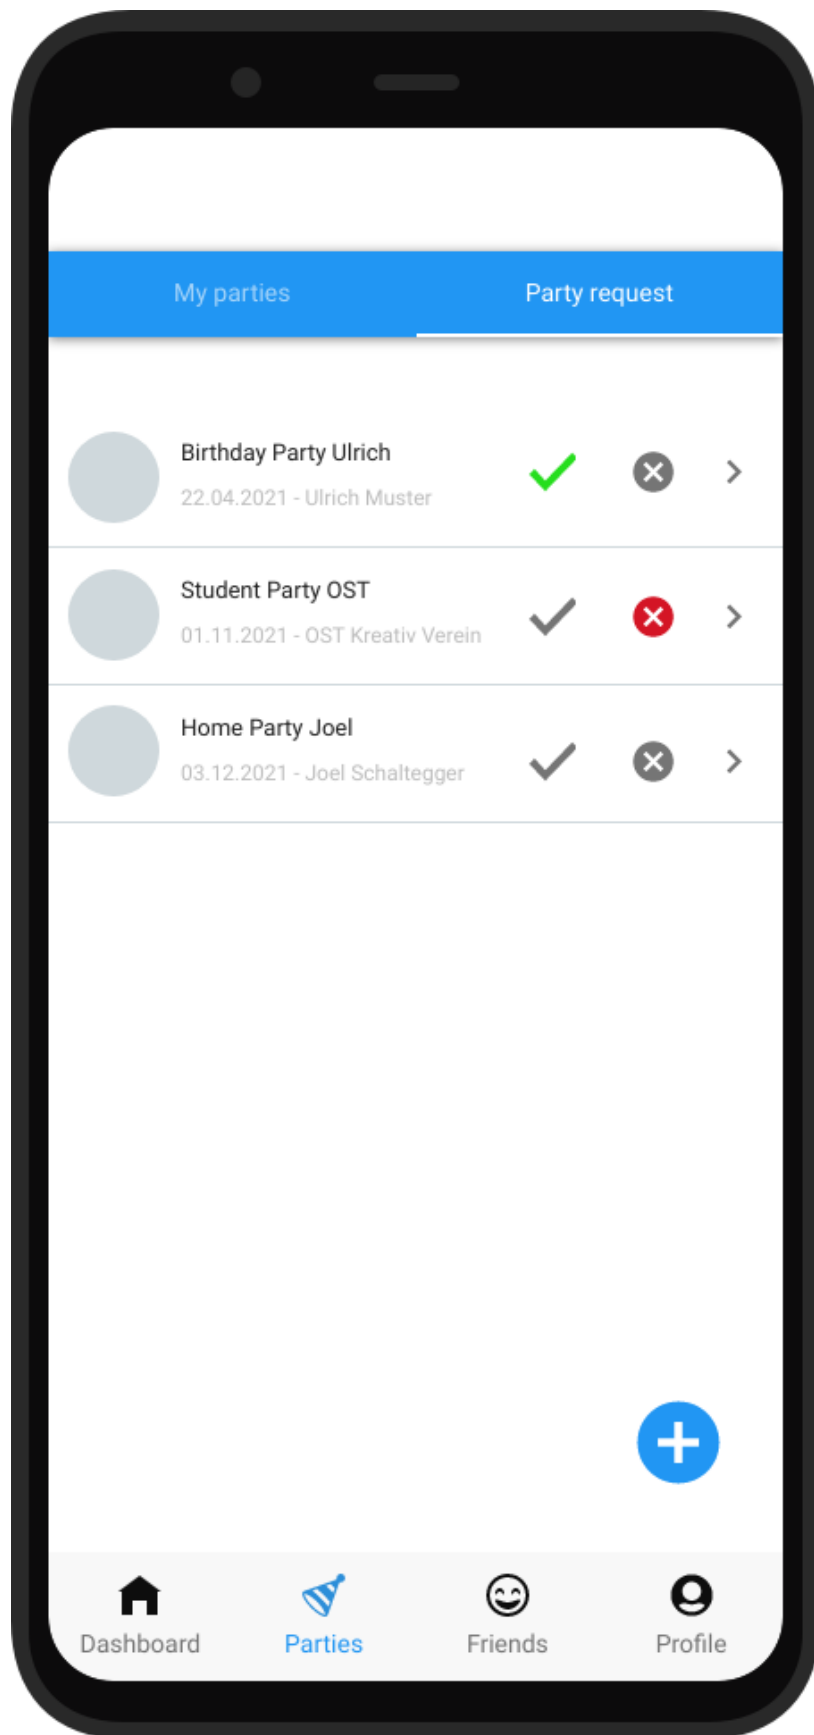 My parties
Party request
Birthday Party Ulrich
22.04.2021 - Ulrich Muster
Student Party OST
01.11.2021 - OST Kreativ Verein
Home Party Joel
03.12.2021 - Joel Schaltegger
Dashboard
Parties
Friends
Profile